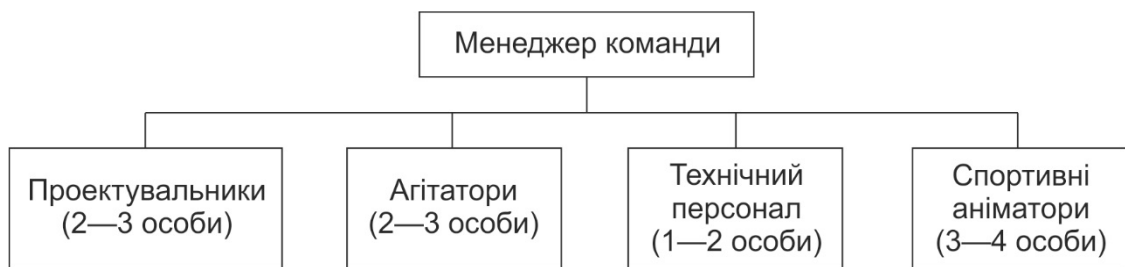 Менеджер команди
Проектувальники
(2—3 особи)
Агітатори
(2—3 особи)
Технічний
персонал
(1—2 особи)
Спортивні
аніматори
(3—4 особи)